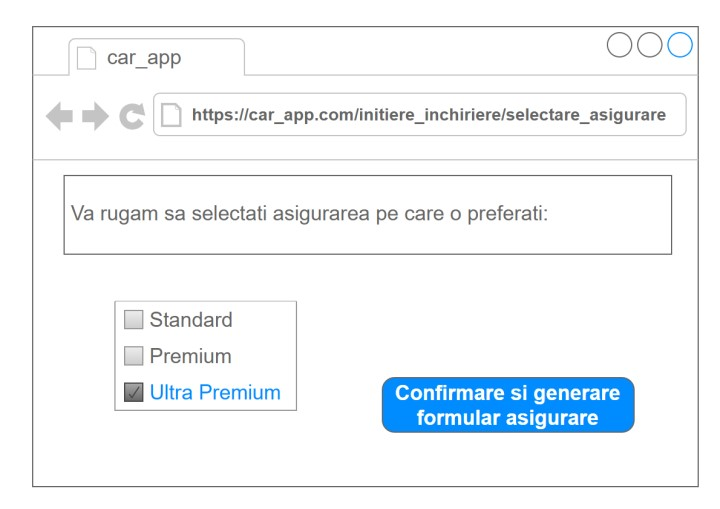 car_app
https://car_app.com/initiere_inchiriere/selectare_asigurare
Va rugam sa selectati asigurarea pe care o preferati:
Standard
Premium
Ultra Premium
Confirmare si generare
formular asigurare